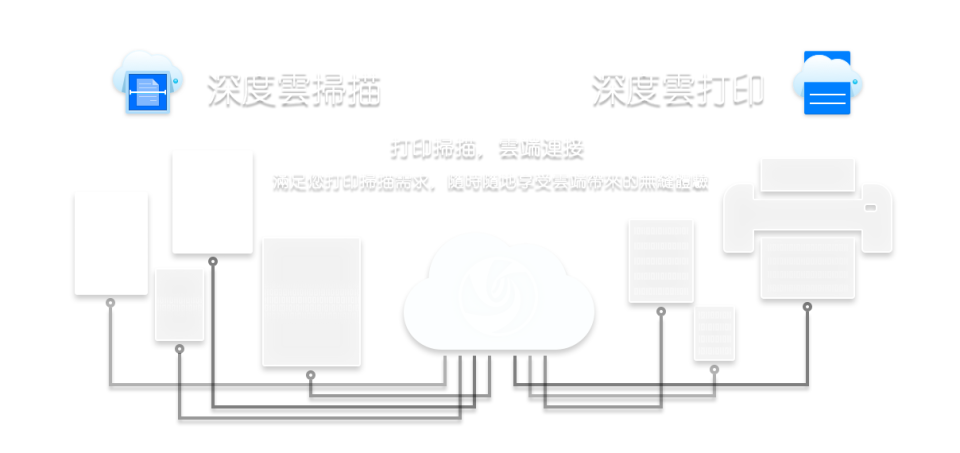 深度雲掃描
深度雲打印
打印掃描，雲端連接
滿足您打印掃描需求，隨時隨地享受雲端帶來的無縫體驗